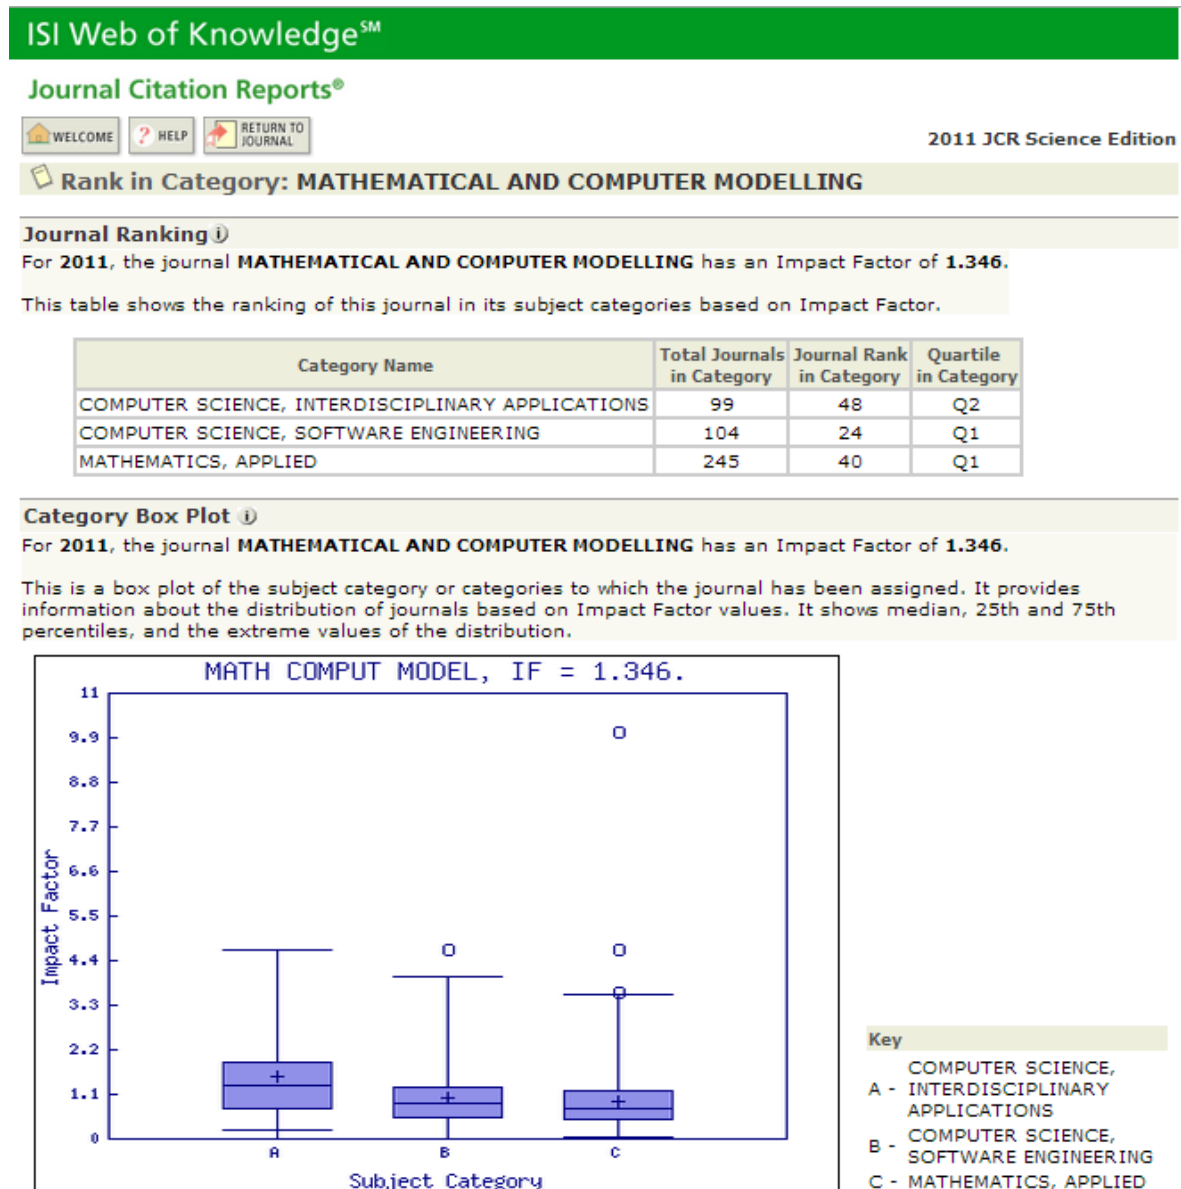 ISI Web of Knowledge℠
Journal Citation Reports®
WELCOME ? HELP RETURN TO JOURNAL
2011 JCR Science Edition
Rank in Category: MATHEMATICAL AND COMPUTER MODELLING
Journal Ranking i
For 2011, the journal MATHEMATICAL AND COMPUTER MODELLING has an Impact Factor of 1.346.
This table shows the ranking of this journal in its subject categories based on Impact Factor.
Category Name Total Journals in Category Journal Rank in Category Quartile in Category
COMPUTER SCIENCE, INTERDISCIPLINARY APPLICATIONS 99 48 Q2
COMPUTER SCIENCE, SOFTWARE ENGINEERING 104 24 Q1
MATHEMATICS, APPLIED 245 40 Q1
Category Box Plot i
For 2011, the journal MATHEMATICAL AND COMPUTER MODELLING has an Impact Factor of 1.346.
This is a box plot of the subject category or categories to which the journal has been assigned. It provides
information about the distribution of journals based on Impact Factor values. It shows median, 25th and 75th
percentiles, and the extreme values of the distribution.
MATH COMPUT MODEL, IF = 1.346.
11
9.9
8.8
7.7
6.6
5.5
4.4
3.3
2.2
1.1
0
Impact Factor
A B C
Subject Category
Key
A - COMPUTER SCIENCE,
INTERDISCIPLINARY
APPLICATIONS
B - COMPUTER SCIENCE,
SOFTWARE ENGINEERING
C - MATHEMATICS, APPLIED